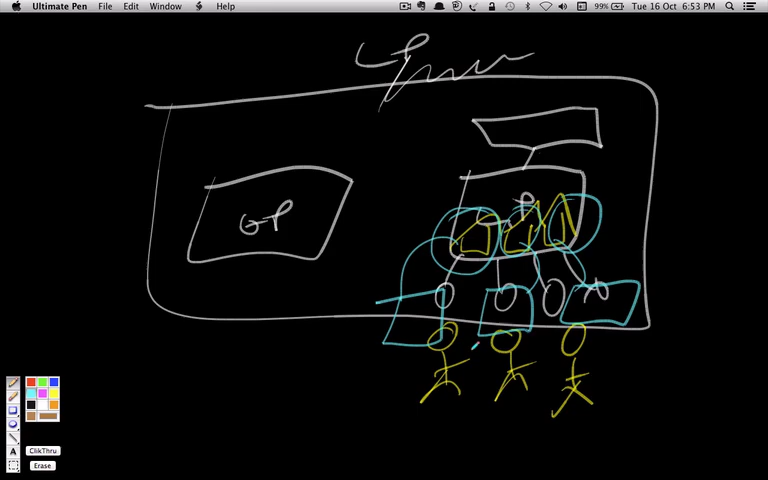 Ultimate Pen File Edit Window Help 99% Tue 16 Oct 6:53 PM
GP
P
A
ClikThru
Erase